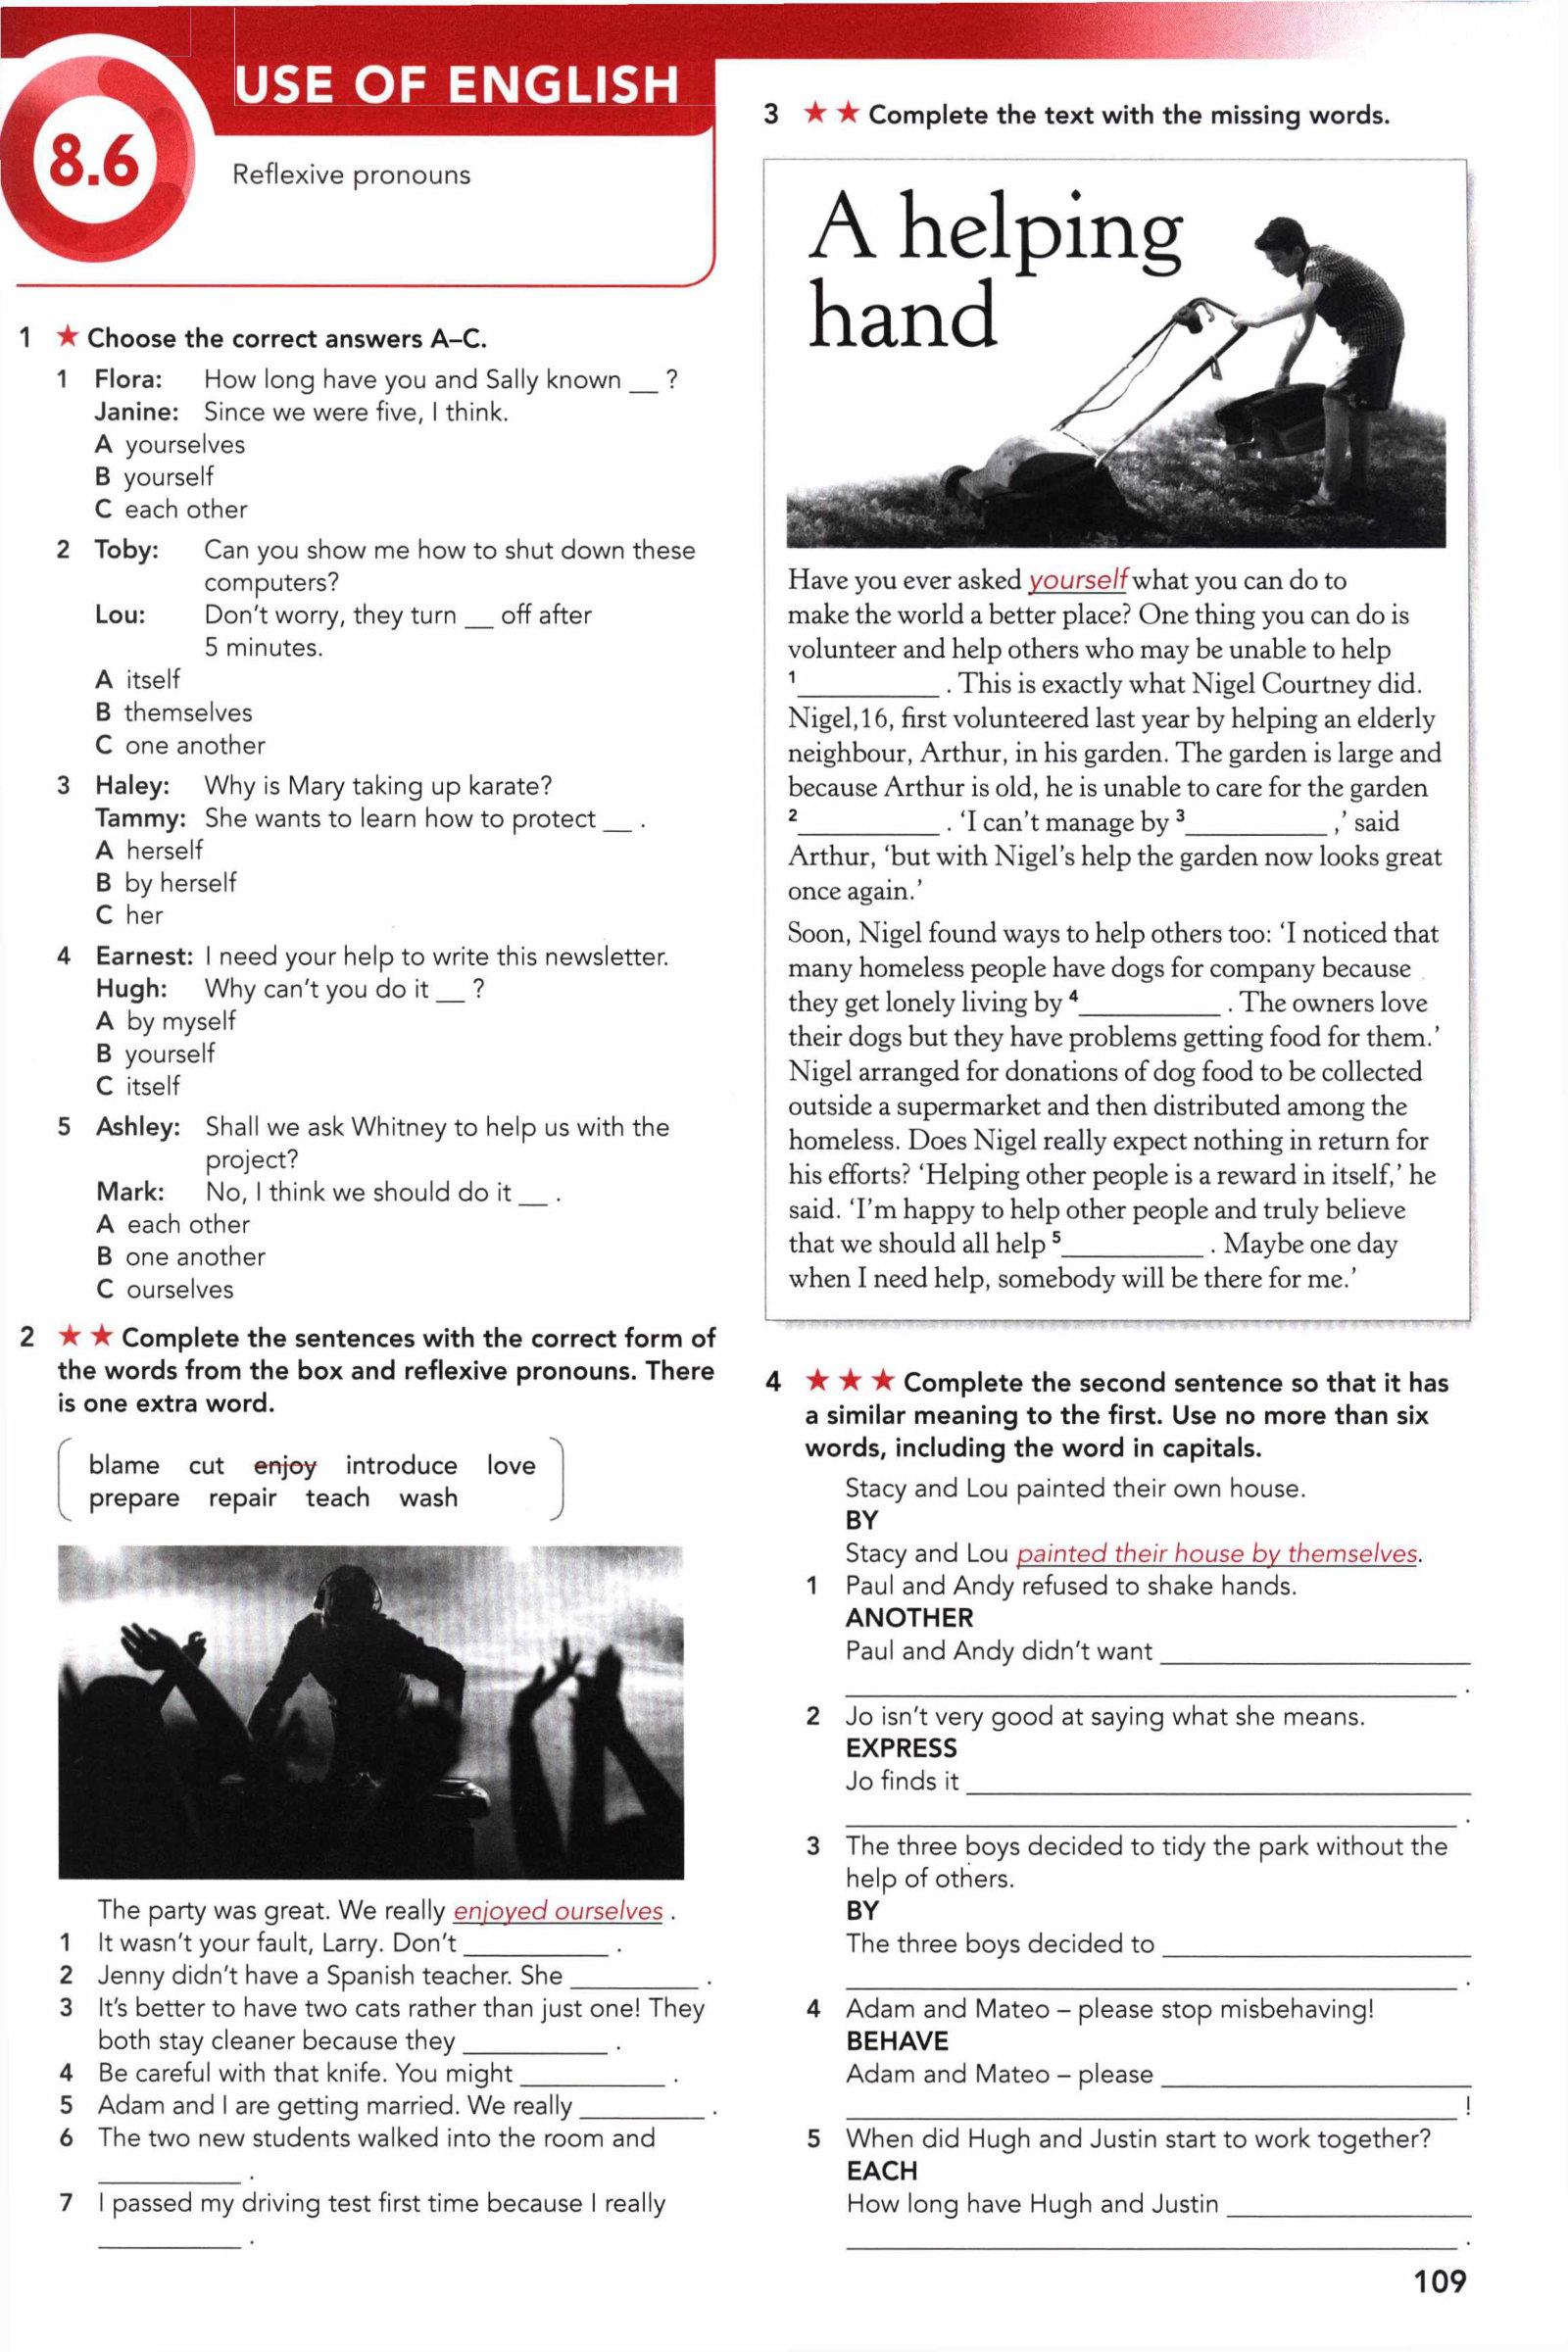 USE OF ENGLISH
8.6
Reflexive pronouns
1 ★ Choose the correct answers A–C.
1 Flora: How long have you and Sally known __ ?
Janine: Since we were five, I think.
A yourselves
B yourself
C each other
2 Toby: Can you show me how to shut down these
computers?
Lou: Don't worry, they turn __ off after
5 minutes.
A itself
B themselves
C one another
3 Haley: Why is Mary taking up karate?
Tammy: She wants to learn how to protect __ .
A herself
B by herself
C her
4 Earnest: I need your help to write this newsletter.
Hugh: Why can't you do it __ ?
A by myself
B yourself
C itself
5 Ashley: Shall we ask Whitney to help us with the
project?
Mark: No, I think we should do it __ .
A each other
B one another
C ourselves
2 ★ ★ Complete the sentences with the correct form of
the words from the box and reflexive pronouns. There
is one extra word.
blame cut enjoy introduce love
prepare repair teach wash
The party was great. We really enjoyed ourselves .
1 It wasn't your fault, Larry. Don't __________ .
2 Jenny didn't have a Spanish teacher. She __________ .
3 It's better to have two cats rather than just one! They
both stay cleaner because they __________ .
4 Be careful with that knife. You might __________ .
5 Adam and I are getting married. We really __________ .
6 The two new students walked into the room and
__________ .
7 I passed my driving test first time because I really
__________ .
3 ★ ★ Complete the text with the missing words.
A helping
hand
Have you ever asked yourself what you can do to
make the world a better place? One thing you can do is
volunteer and help others who may be unable to help
1__________ . This is exactly what Nigel Courtney did.
Nigel,16, first volunteered last year by helping an elderly
neighbour, Arthur, in his garden. The garden is large and
because Arthur is old, he is unable to care for the garden
2__________ . 'I can't manage by 3__________ ,' said
Arthur, 'but with Nigel's help the garden now looks great
once again.'
Soon, Nigel found ways to help others too: 'I noticed that
many homeless people have dogs for company because
they get lonely living by 4__________ . The owners love
their dogs but they have problems getting food for them.'
Nigel arranged for donations of dog food to be collected
outside a supermarket and then distributed among the
homeless. Does Nigel really expect nothing in return for
his efforts? 'Helping other people is a reward in itself,' he
said. 'I'm happy to help other people and truly believe
that we should all help 5__________ . Maybe one day
when I need help, somebody will be there for me.'
4 ★ ★ ★ Complete the second sentence so that it has
a similar meaning to the first. Use no more than six
words, including the word in capitals.
Stacy and Lou painted their own house.
BY
Stacy and Lou painted their house by themselves.
1 Paul and Andy refused to shake hands.
ANOTHER
Paul and Andy didn't want __________
__________ .
2 Jo isn't very good at saying what she means.
EXPRESS
Jo finds it __________
__________ .
3 The three boys decided to tidy the park without the
help of others.
BY
The three boys decided to __________
__________ .
4 Adam and Mateo – please stop misbehaving!
BEHAVE
Adam and Mateo – please __________
__________ !
5 When did Hugh and Justin start to work together?
EACH
How long have Hugh and Justin __________
__________ .
109